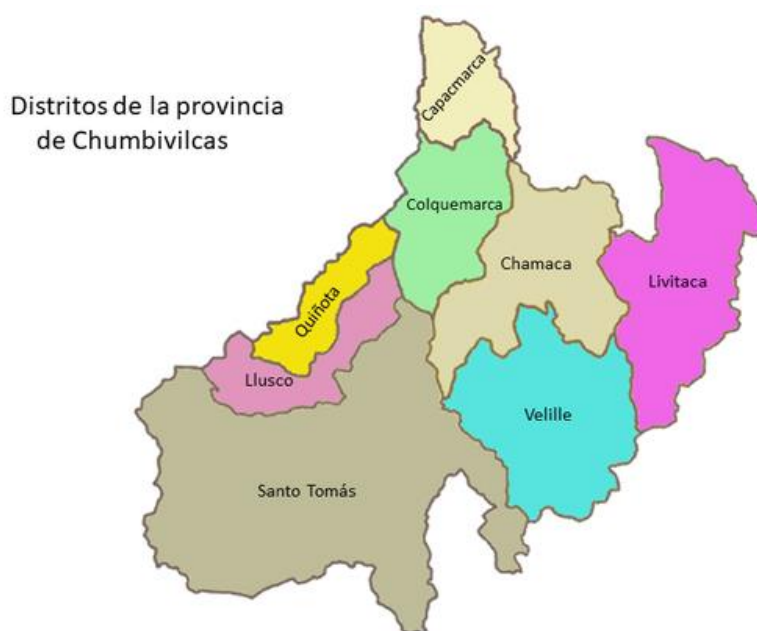 Distritos de la provincia
de Chumbivilcas
Capacmarca
Colquemarca
Chamaca
Livitaca
Quiñota
Llusco
Velille
Santo Tomás